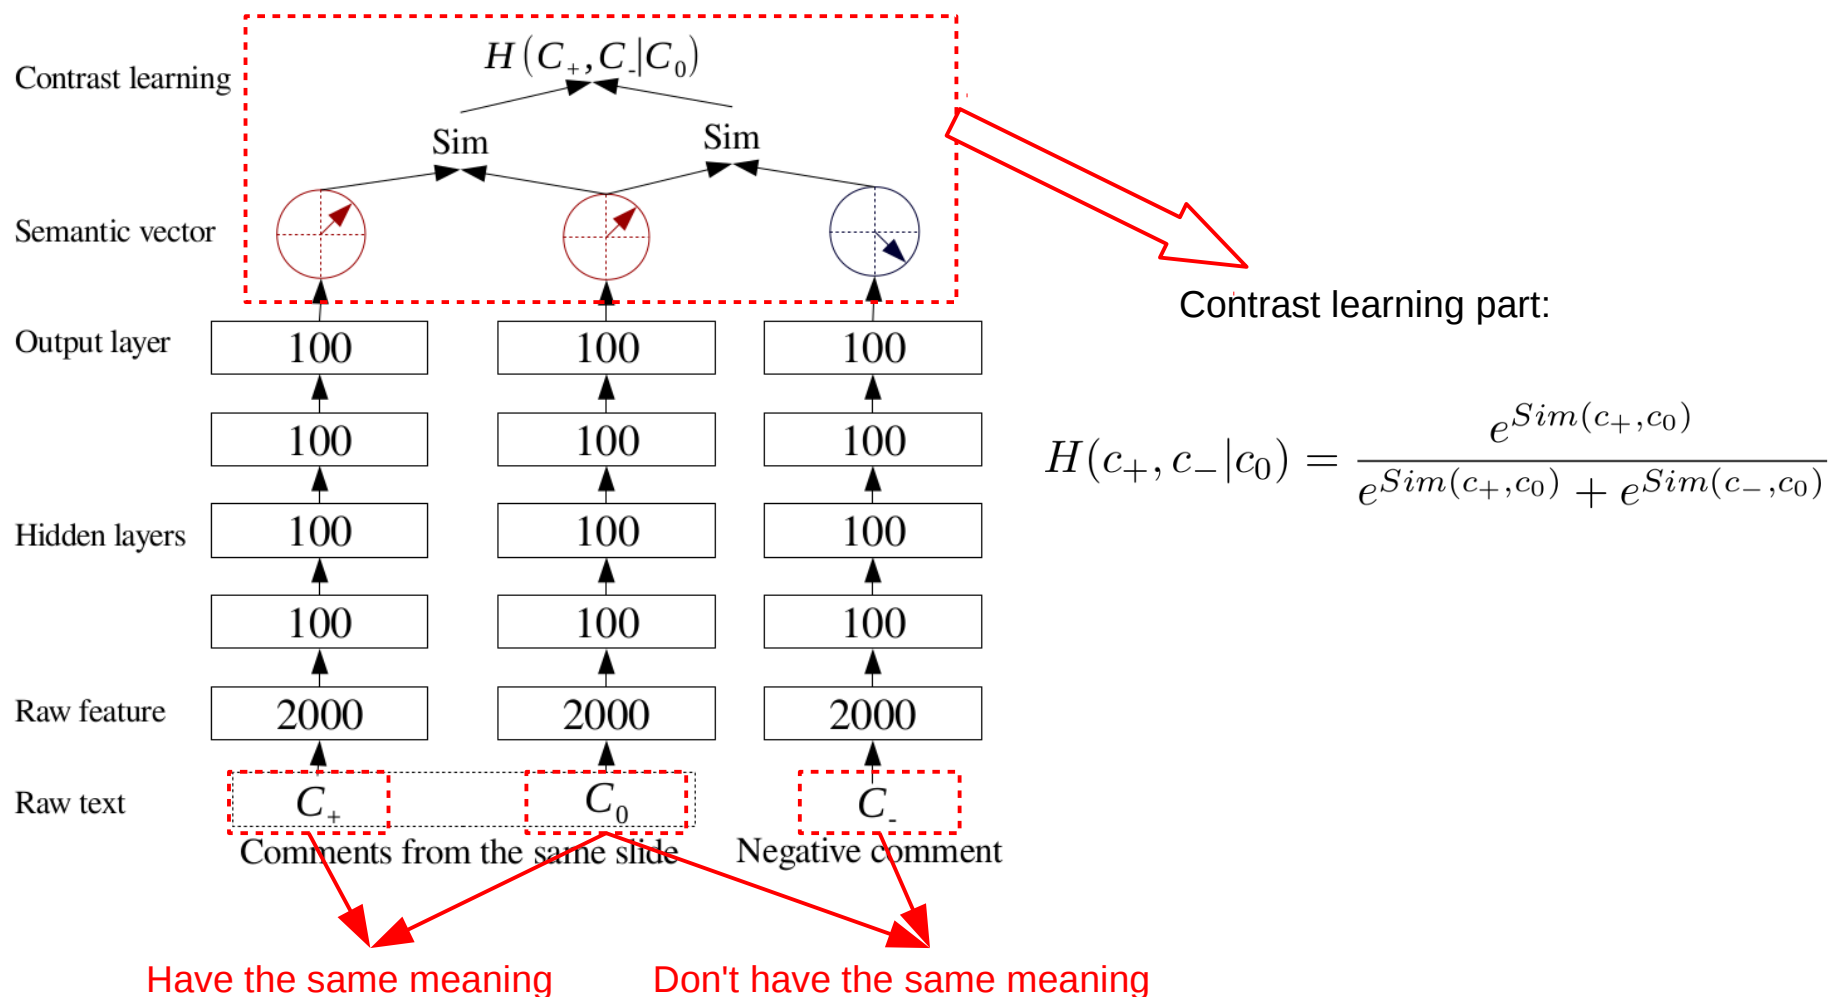 H(C₊,C₋|C₀)
Contrast learning
Sim Sim
Semantic vector
Contrast learning part:
Output layer 100 100 100
100 100 100
H(c₊, c₋|c₀) = e^{Sim(c₊,c₀)} / (e^{Sim(c₊,c₀)} + e^{Sim(c₋,c₀)})
Hidden layers 100 100 100
100 100 100
Raw feature 2000 2000 2000
Raw text C₊ C₀ C₋
Comments from the same slide Negative comment
Have the same meaning Don't have the same meaning